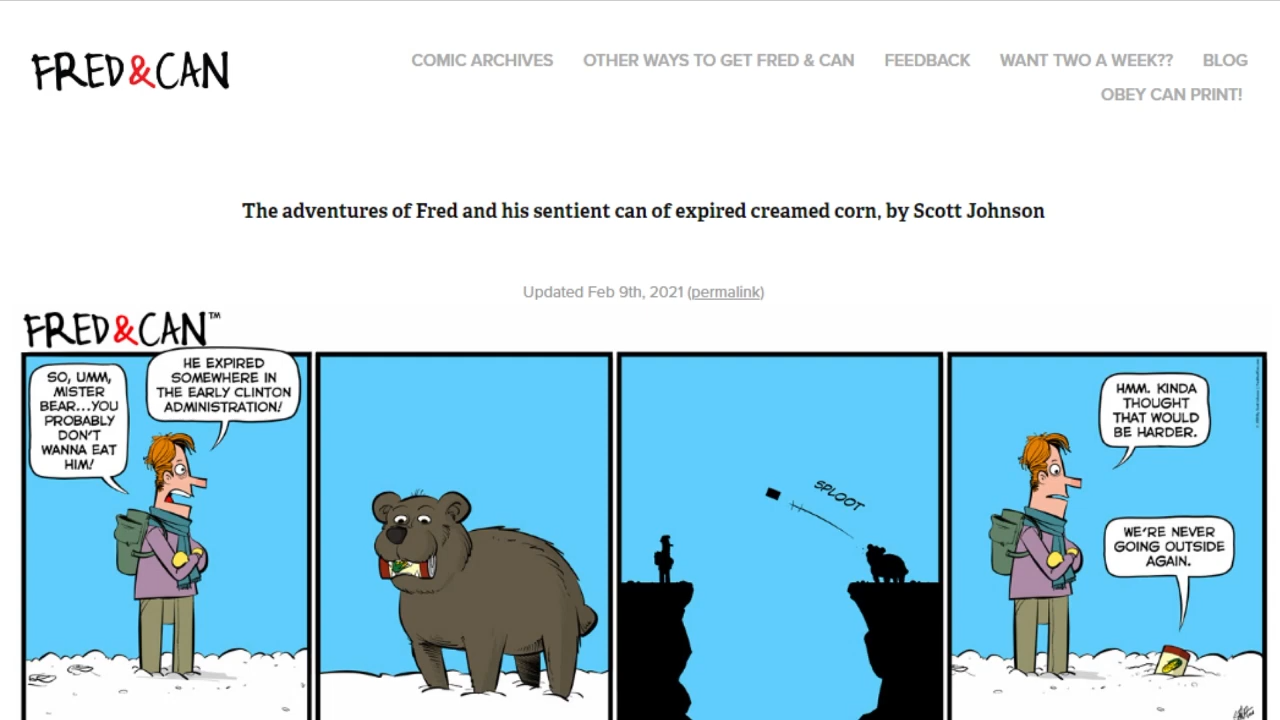 FRED&CAN
COMIC ARCHIVES
OTHER WAYS TO GET FRED & CAN
FEEDBACK
WANT TWO A WEEK??
BLOG
OBEY CAN PRINT!
The adventures of Fred and his sentient can of expired creamed corn, by Scott Johnson
Updated Feb 9th, 2021 (permalink)
FRED&CAN™
SO, UMM,
MISTER
BEAR...YOU
PROBABLY
DON'T
WANNA EAT
HIM!
HE EXPIRED
SOMEWHERE IN
THE EARLY CLINTON
ADMINISTRATION!
SPLOOT
HMM. KINDA
THOUGHT
THAT WOULD
BE HARDER.
WE'RE NEVER
GOING OUTSIDE
AGAIN.